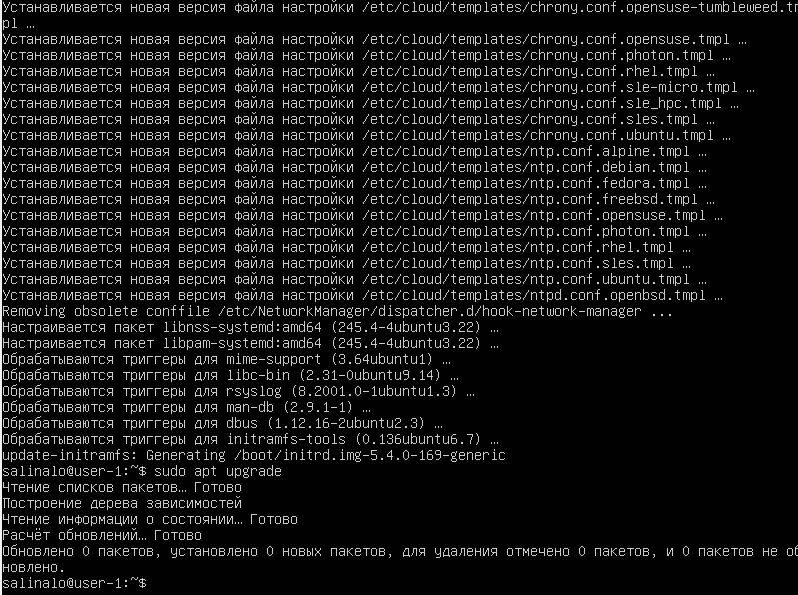 Устанавливается новая версия файла настройки /etc/cloud/templates/chrony.conf.opensuse-tumbleweed.tm
pl …
Устанавливается новая версия файла настройки /etc/cloud/templates/chrony.conf.opensuse.tmpl …
Устанавливается новая версия файла настройки /etc/cloud/templates/chrony.conf.photon.tmpl …
Устанавливается новая версия файла настройки /etc/cloud/templates/chrony.conf.rhel.tmpl …
Устанавливается новая версия файла настройки /etc/cloud/templates/chrony.conf.sle-micro.tmpl …
Устанавливается новая версия файла настройки /etc/cloud/templates/chrony.conf.sle_hpc.tmpl …
Устанавливается новая версия файла настройки /etc/cloud/templates/chrony.conf.sles.tmpl …
Устанавливается новая версия файла настройки /etc/cloud/templates/chrony.conf.ubuntu.tmpl …
Устанавливается новая версия файла настройки /etc/cloud/templates/ntp.conf.alpine.tmpl …
Устанавливается новая версия файла настройки /etc/cloud/templates/ntp.conf.debian.tmpl …
Устанавливается новая версия файла настройки /etc/cloud/templates/ntp.conf.fedora.tmpl …
Устанавливается новая версия файла настройки /etc/cloud/templates/ntp.conf.freebsd.tmpl …
Устанавливается новая версия файла настройки /etc/cloud/templates/ntp.conf.opensuse.tmpl …
Устанавливается новая версия файла настройки /etc/cloud/templates/ntp.conf.photon.tmpl …
Устанавливается новая версия файла настройки /etc/cloud/templates/ntp.conf.rhel.tmpl …
Устанавливается новая версия файла настройки /etc/cloud/templates/ntp.conf.sles.tmpl …
Устанавливается новая версия файла настройки /etc/cloud/templates/ntp.conf.ubuntu.tmpl …
Устанавливается новая версия файла настройки /etc/cloud/templates/ntpd.conf.openbsd.tmpl …
Removing obsolete conffile /etc/NetworkManager/dispatcher.d/hook-network-manager ...
Настраивается пакет libnss-systemd:amd64 (245.4-4ubuntu3.22) …
Настраивается пакет libpam-systemd:amd64 (245.4-4ubuntu3.22) …
Обрабатываются триггеры для mime-support (3.64ubuntu1) …
Обрабатываются триггеры для libc-bin (2.31-0ubuntu9.14) …
Обрабатываются триггеры для rsyslog (8.2001.0-1ubuntu1.3) …
Обрабатываются триггеры для man-db (2.9.1-1) …
Обрабатываются триггеры для dbus (1.12.16-2ubuntu2.3) …
Обрабатываются триггеры для initramfs-tools (0.136ubuntu6.7) …
update-initramfs: Generating /boot/initrd.img-5.4.0-169-generic
salinalo@user-1:~$ sudo apt upgrade
Чтение списков пакетов… Готово
Построение дерева зависимостей
Чтение информации о состоянии… Готово
Расчёт обновлений… Готово
Обновлено 0 пакетов, установлено 0 новых пакетов, для удаления отмечено 0 пакетов, и 0 пакетов не об
новлено.
salinalo@user-1:~$